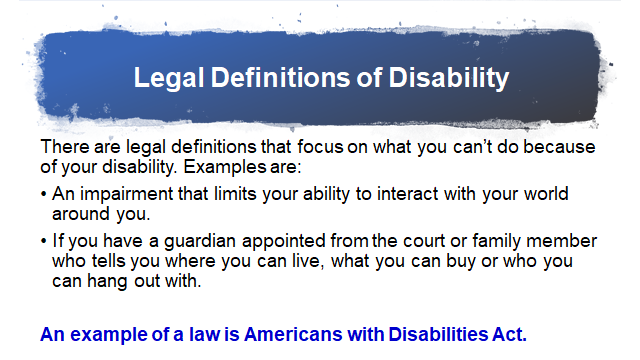 Legal Definitions of Disability
There are legal definitions that focus on what you can’t do because
of your disability. Examples are:
• An impairment that limits your ability to interact with your world
around you.
• If you have a guardian appointed from the court or family member
who tells you where you can live, what you can buy or who you
can hang out with.
An example of a law is Americans with Disabilities Act.